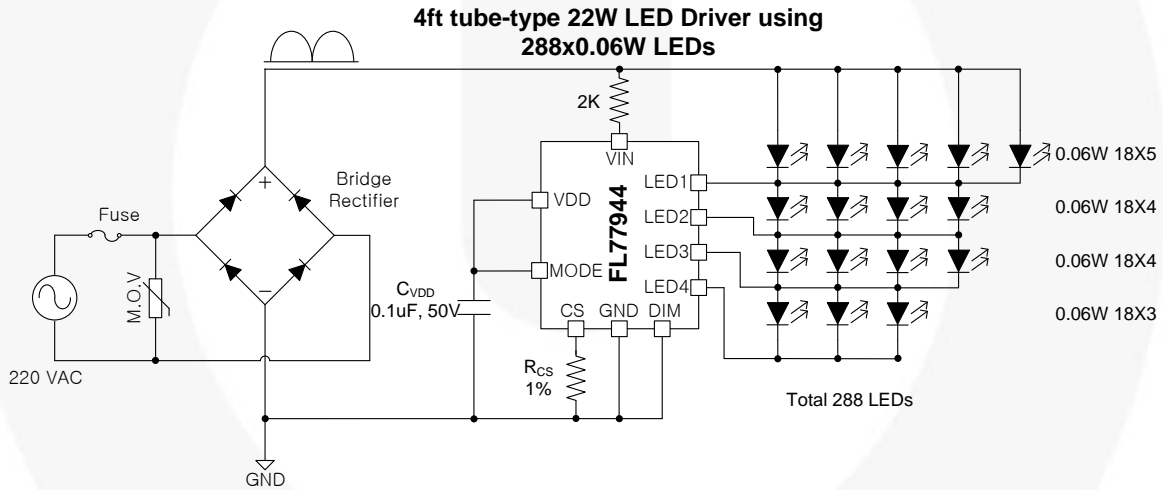 4ft tube-type 22W LED Driver using
288x0.06W LEDs
2K
VIN
LED1
LED2
LED3
LED4
VDD
MODE
FL77944
CS
GND
DIM
Bridge
Rectifier
Fuse
M.O.V
+
−
220 VAC
CVDD
0.1uF, 50V
RCS
1%
GND
0.06W 18X5
0.06W 18X4
0.06W 18X4
0.06W 18X3
Total 288 LEDs